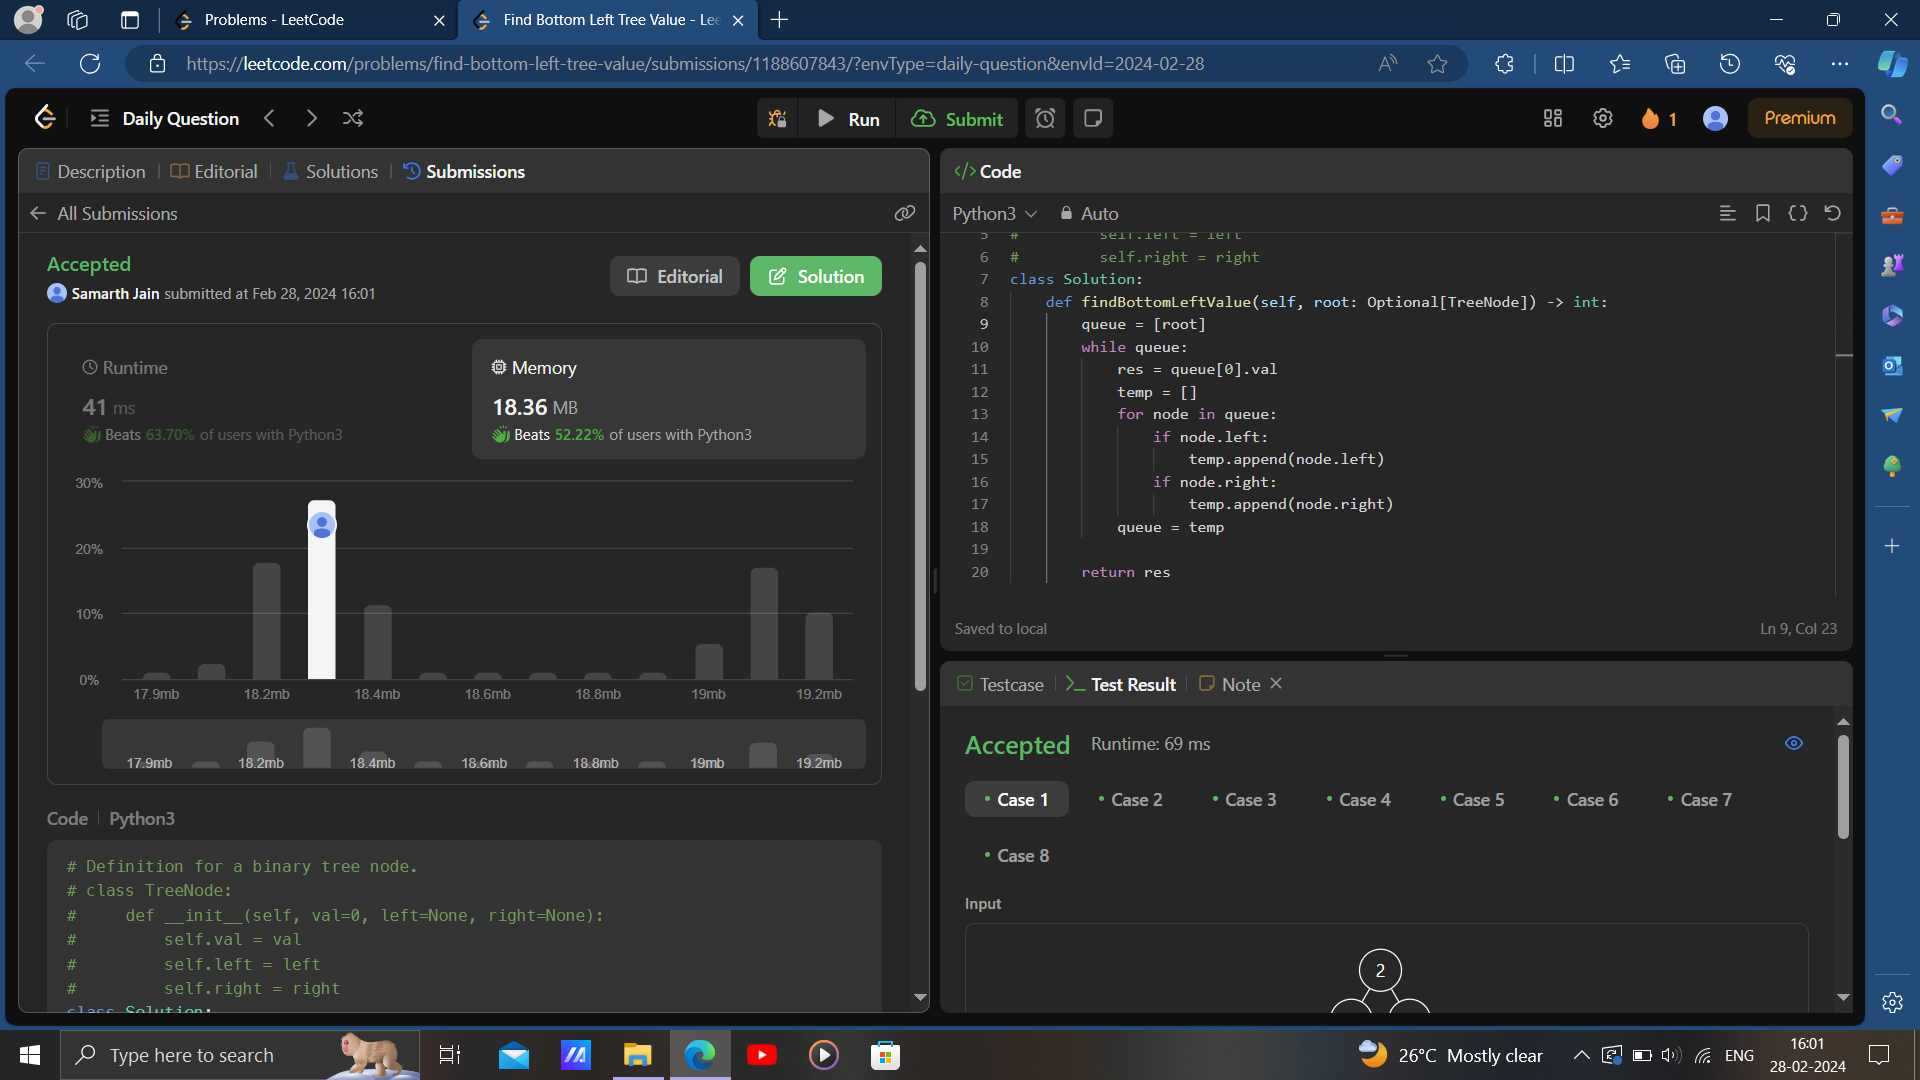 Problems - LeetCode
Find Bottom Left Tree Value - Lee
https://leetcode.com/problems/find-bottom-left-tree-value/submissions/1188607843/?envType=daily-question&envId=2024-02-28
Daily Question
Run
Submit
1
Premium
Description
Editorial
Solutions
Submissions
All Submissions
Accepted
Samarth Jain submitted at Feb 28, 2024 16:01
Editorial
Solution
Runtime
41 ms
Beats 63.70% of users with Python3
Memory
18.36 MB
Beats 52.22% of users with Python3
30%
20%
10%
0%
17.9mb 18.2mb 18.4mb 18.6mb 18.8mb 19mb 19.2mb
17.9mb 18.2mb 18.4mb 18.6mb 18.8mb 19mb 19.2mb
Code Python3
# Definition for a binary tree node.
# class TreeNode:
#     def __init__(self, val=0, left=None, right=None):
#         self.val = val
#         self.left = left
#         self.right = right
class Solution:
</> Code
Python3
Auto
5 #         self.left = left
6 #         self.right = right
7 class Solution:
8     def findBottomLeftValue(self, root: Optional[TreeNode]) -> int:
9         queue = [root]
10         while queue:
11             res = queue[0].val
12             temp = []
13             for node in queue:
14                 if node.left:
15                     temp.append(node.left)
16                 if node.right:
17                     temp.append(node.right)
18             queue = temp
19
20         return res
Saved to local
Ln 9, Col 23
Testcase
Test Result
Note
Accepted
Runtime: 69 ms
Case 1
Case 2
Case 3
Case 4
Case 5
Case 6
Case 7
Case 8
Input
2
Type here to search
26°C Mostly clear
ENG
16:01
28-02-2024